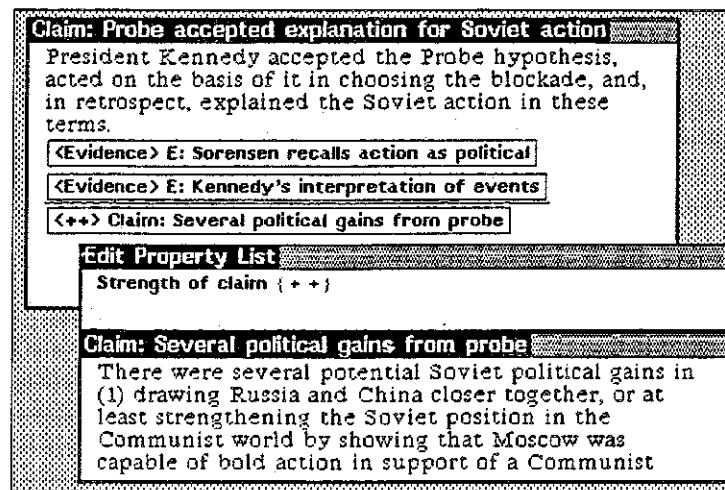 Claim: Probe accepted explanation for Soviet action
President Kennedy accepted the Probe hypothesis,
acted on the basis of it in choosing the blockade, and,
in retrospect, explained the Soviet action in these
terms.
<Evidence> E: Sorensen recalls action as political
<Evidence> E: Kennedy's interpretation of events
<++> Claim: Several political gains from probe
Edit Property List
Strength of claim {++}
Claim: Several political gains from probe
There were several potential Soviet political gains in
(1) drawing Russia and China closer together, or at
least strengthening the Soviet position in the
Communist world by showing that Moscow was
capable of bold action in support of a Communist